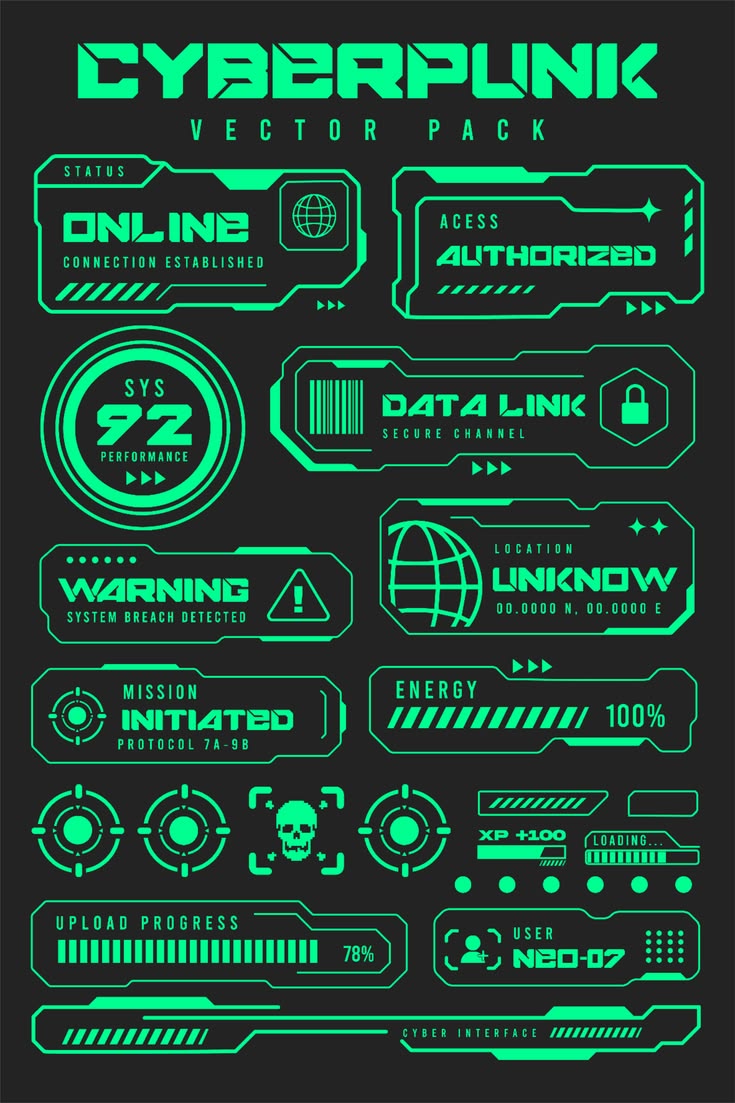 CYBERPUNK
VECTOR PACK
STATUS
ONLINE
CONNECTION ESTABLISHED
ACESS
AUTHORIZED
SYS
92
PERFORMANCE
DATA LINK
SECURE CHANNEL
LOCATION
UNKNOW
00.0000 N, 00.0000 E
WARNING
SYSTEM BREACH DETECTED
MISSION
INITIATED
PROTOCOL 7A-9B
ENERGY
100%
XP +100
LOADING...
UPLOAD PROGRESS
78%
USER
NEO-07
CYBER INTERFACE